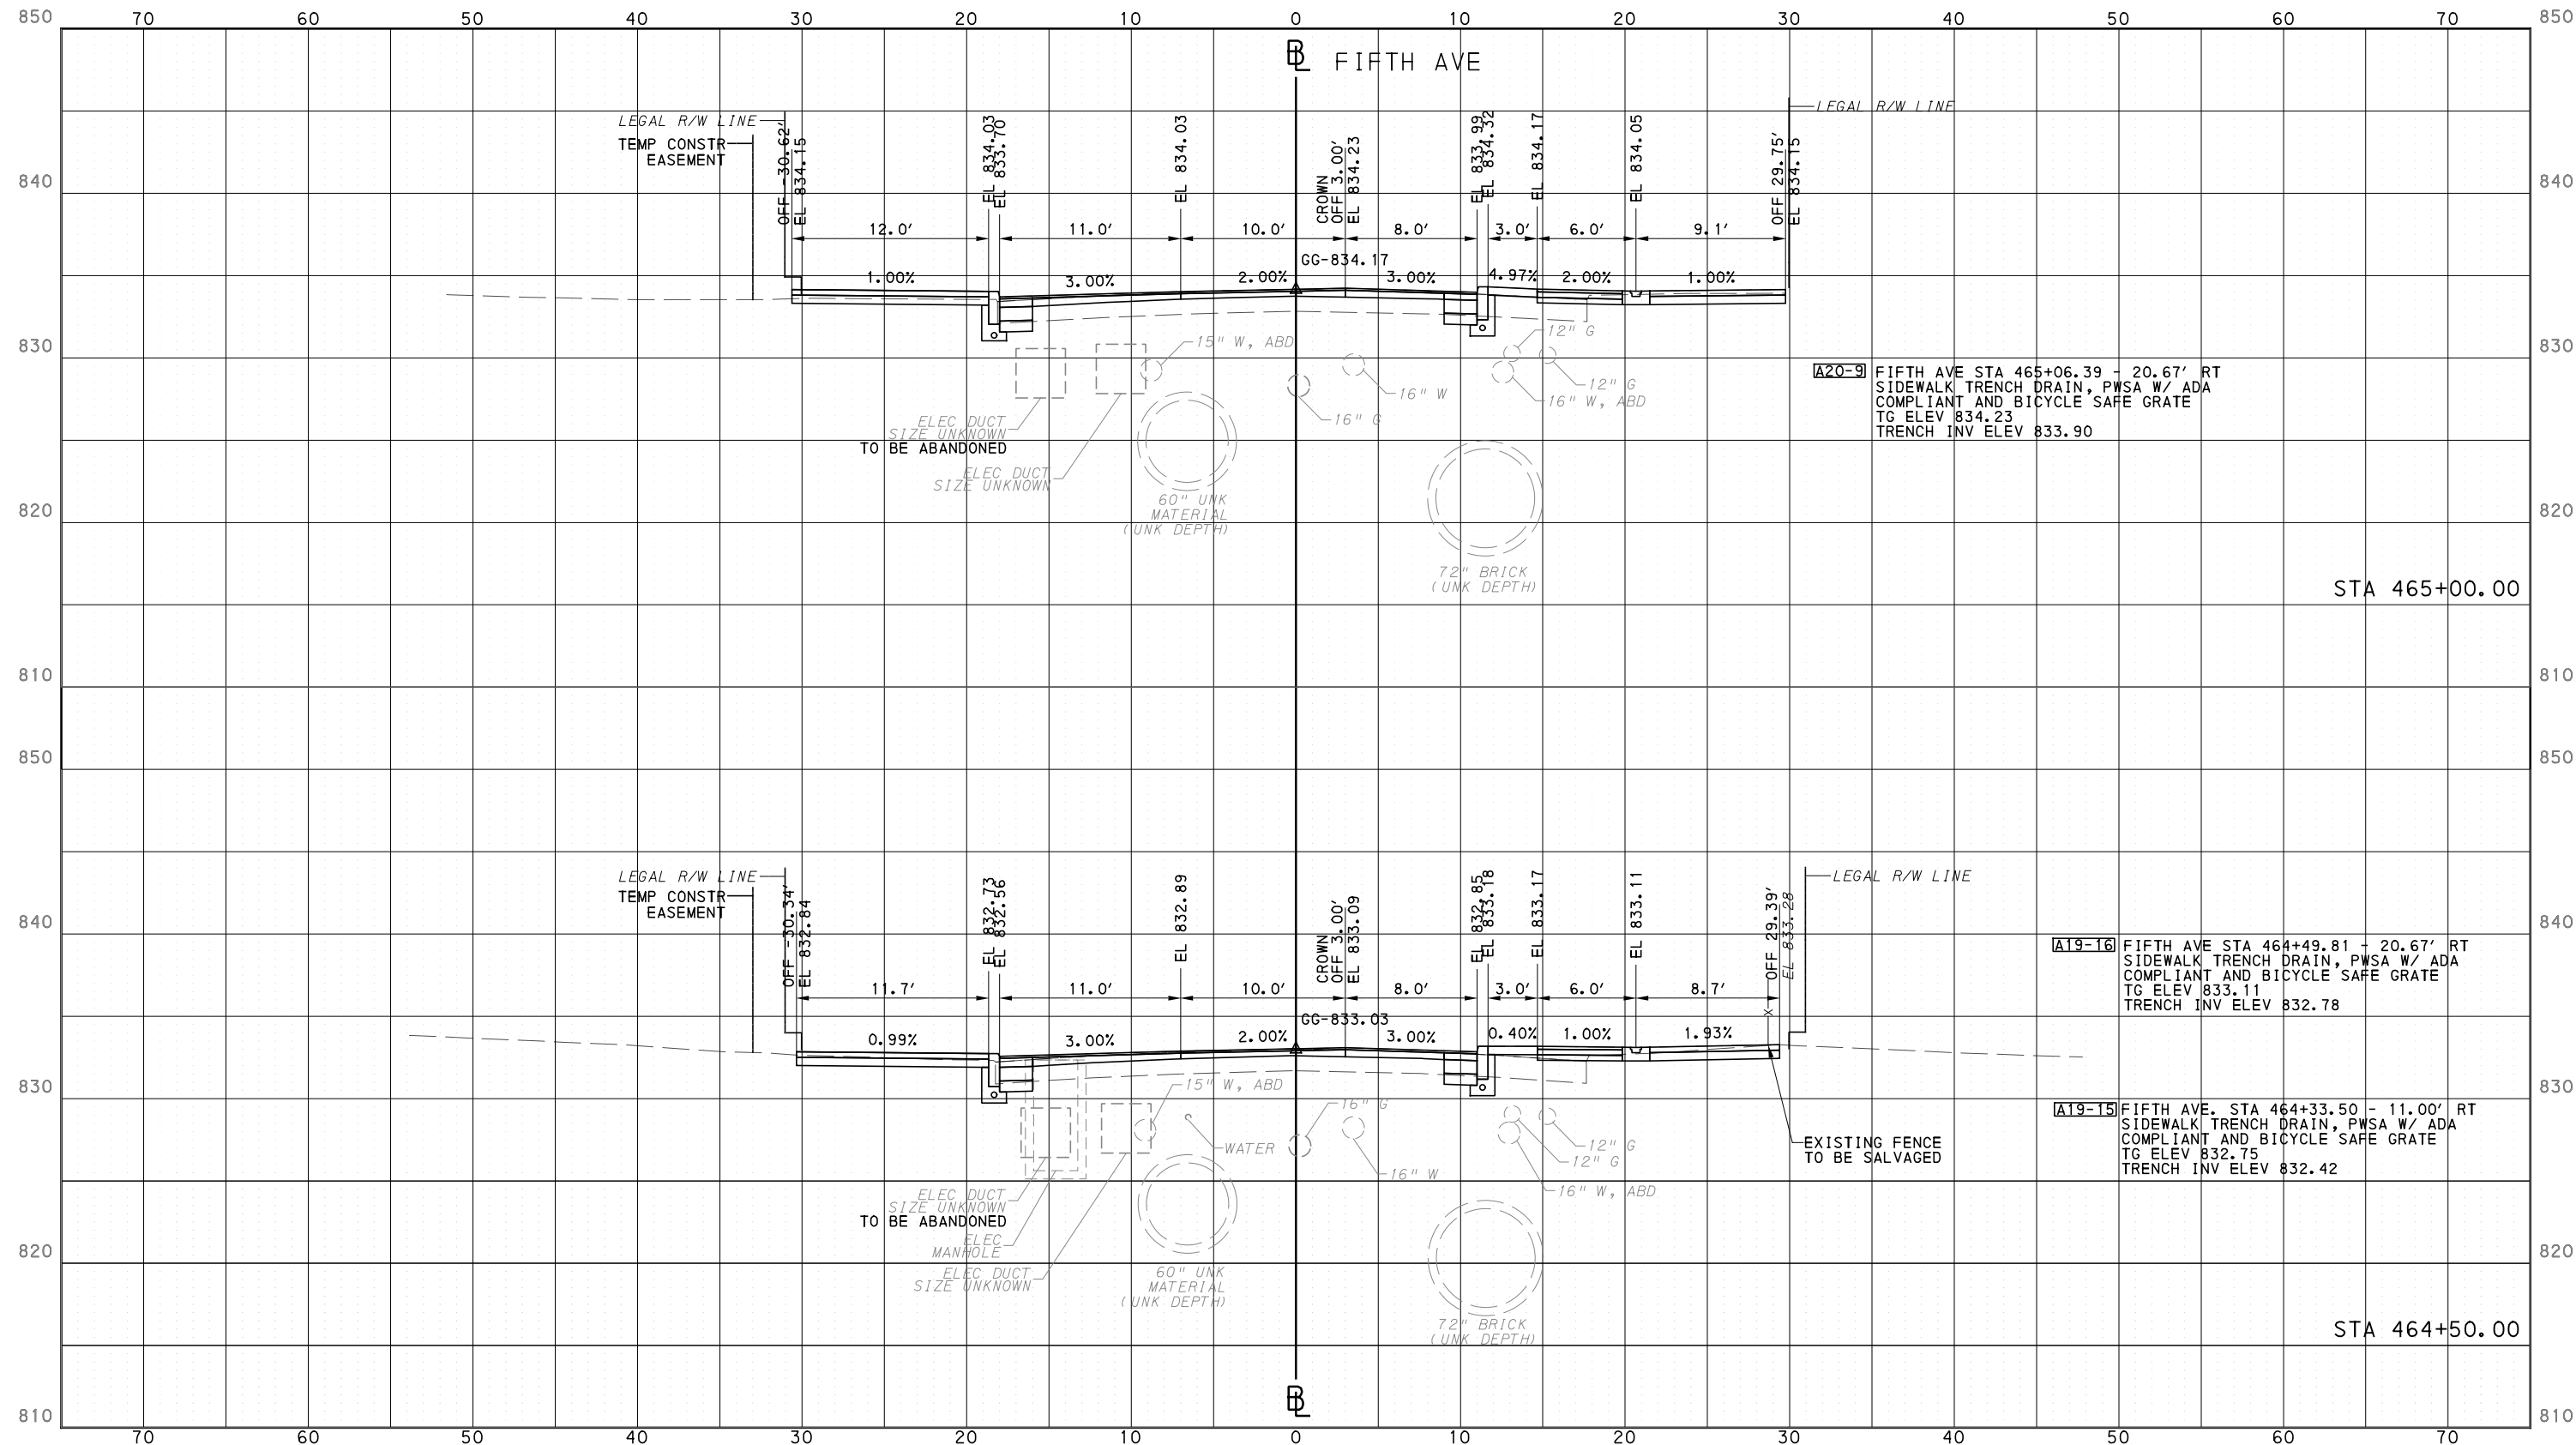 850 70 60 50 40 30 20 10 0 10 20 30 40 50 60 70 850
BL FIFTH AVE
LEGAL R/W LINE
TEMP CONSTR
EASEMENT
OFF -30.62'
EL 834.15
EL 834.03
EL 833.70
EL 834.03
CROWN
OFF 3.00'
EL 834.23
EL 833.99
EL 834.32
EL 834.17
EL 834.05
OFF 29.75'
EL 834.15
LEGAL R/W LINE
840 840
12.0' 11.0' 10.0' 8.0' 3.0' 6.0' 9.1'
GG-834.17
1.00% 3.00% 2.00% 3.00% 4.97% 2.00% 1.00%
830 830
15" W, ABD
16" W
16" G
12" G
12" G
16" W, ABD
ELEC DUCT
SIZE UNKNOWN
TO BE ABANDONED
ELEC DUCT
SIZE UNKNOWN
60" UNK
MATERIAL
(UNK DEPTH)
72" BRICK
(UNK DEPTH)
A20-9 FIFTH AVE STA 465+06.39 - 20.67' RT
SIDEWALK TRENCH DRAIN, PWSA W/ ADA
COMPLIANT AND BICYCLE SAFE GRATE
TG ELEV 834.23
TRENCH INV ELEV 833.90
820 820
STA 465+00.00
810 810
850 850
LEGAL R/W LINE
TEMP CONSTR
EASEMENT
OFF -30.34'
EL 832.84
EL 832.73
EL 832.56
EL 832.89
CROWN
OFF 3.00'
EL 833.09
EL 832.85
EL 833.18
EL 833.17
EL 833.11
OFF 29.39'
EL 833.28
X
LEGAL R/W LINE
840 840
11.7' 11.0' 10.0' 8.0' 3.0' 6.0' 8.7'
GG-833.03
0.99% 3.00% 2.00% 3.00% 0.40% 1.00% 1.93%
A19-16 FIFTH AVE STA 464+49.81 - 20.67' RT
SIDEWALK TRENCH DRAIN, PWSA W/ ADA
COMPLIANT AND BICYCLE SAFE GRATE
TG ELEV 833.11
TRENCH INV ELEV 832.78
830 830
15" W, ABD
WATER
16" G
16" W
12" G
12" G
16" W, ABD
EXISTING FENCE
TO BE SALVAGED
A19-15 FIFTH AVE. STA 464+33.50 - 11.00' RT
SIDEWALK TRENCH DRAIN, PWSA W/ ADA
COMPLIANT AND BICYCLE SAFE GRATE
TG ELEV 832.75
TRENCH INV ELEV 832.42
ELEC DUCT
SIZE UNKNOWN
TO BE ABANDONED
ELEC
MANHOLE
ELEC DUCT
SIZE UNKNOWN
60" UNK
MATERIAL
(UNK DEPTH)
72" BRICK
(UNK DEPTH)
820 820
STA 464+50.00
BL
810 810
70 60 50 40 30 20 10 0 10 20 30 40 50 60 70